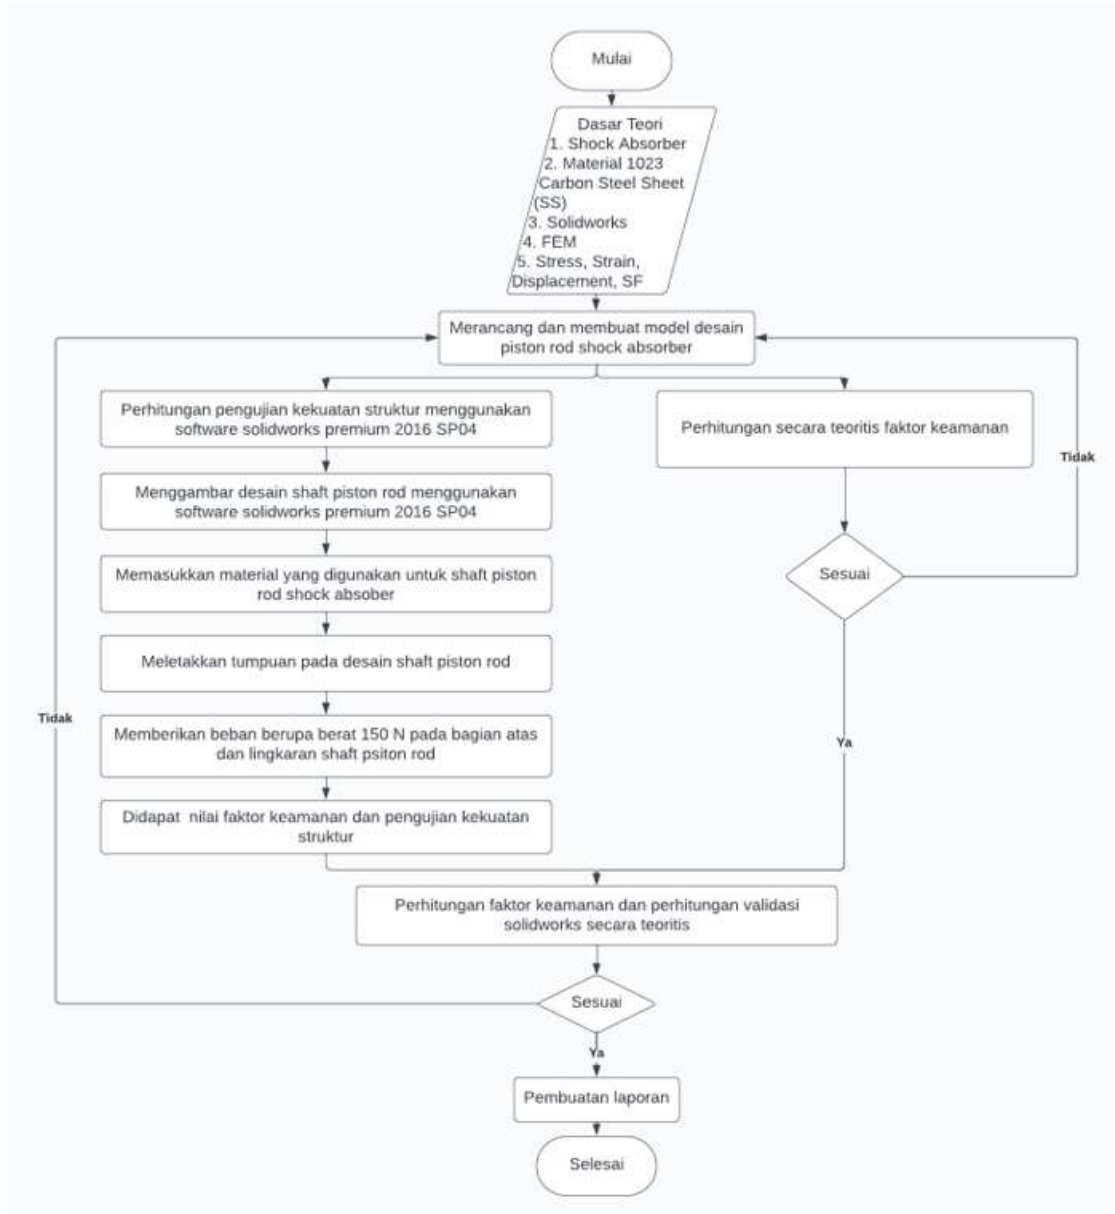 Mulai
Dasar Teori
1. Shock Absorber
2. Material 1023
Carbon Steel Sheet
(SS)
3. Solidworks
4. FEM
5. Stress, Strain,
Displacement, SF
Merancang dan membuat model desain
piston rod shock absorber
Perhitungan pengujian kekuatan struktur menggunakan
software solidworks premium 2016 SP04
Perhitungan secara teoritis faktor keamanan
Tidak
Menggambar desain shaft piston rod menggunakan
software solidworks premium 2016 SP04
Memasukkan material yang digunakan untuk shaft piston
rod shock absober
Sesuai
Meletakkan tumpuan pada desain shaft piston rod
Tidak
Memberikan beban berupa berat 150 N pada bagian atas
dan lingkaran shaft psiton rod
Ya
Didapat  nilai faktor keamanan dan pengujian kekuatan
struktur
Perhitungan faktor keamanan dan perhitungan validasi
solidworks secara teoritis
Sesuai
Ya
Pembuatan laporan
Selesai